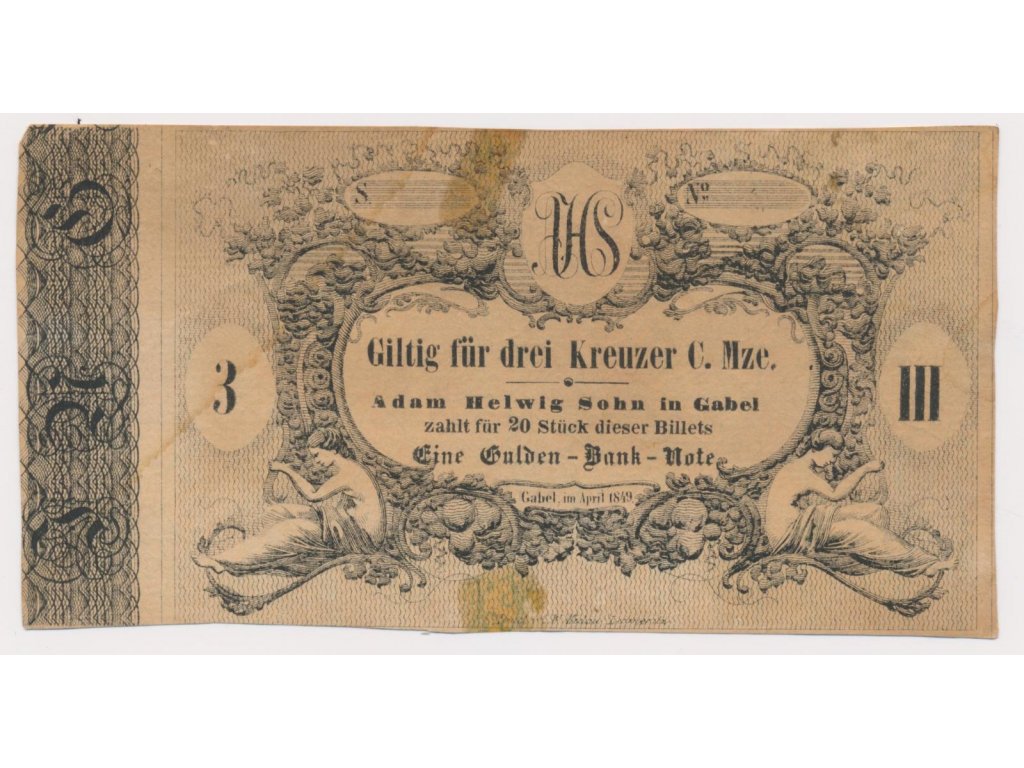 S
№
AHS
Giltig für drei Kreuzer C. Mze.
3
III
Adam Helwig Sohn in Gabel
zahlt für 20 Stück dieser Billets
Eine Gulden-Bank-Note.
Gabel, im April 1849.